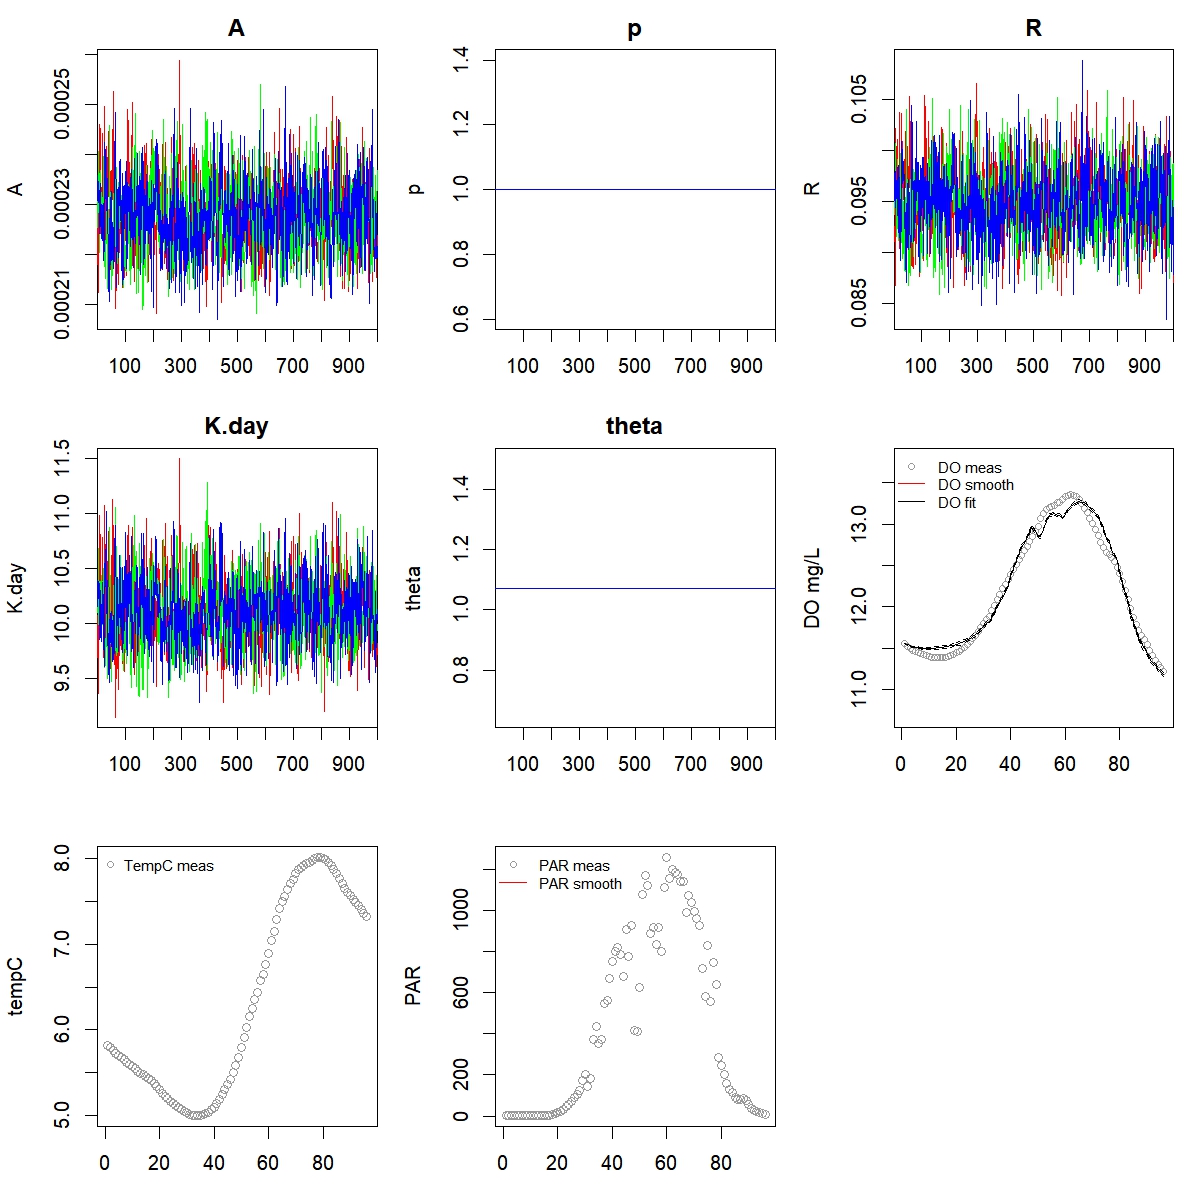 A
A
0.00025
0.00023
0.00021
100 300 500 700 900
p
p
1.4
1.2
1.0
0.8
0.6
100 300 500 700 900
R
R
0.105
0.095
0.085
100 300 500 700 900
K.day
K.day
11.5
11.0
10.5
10.0
9.5
100 300 500 700 900
theta
theta
1.4
1.2
1.0
0.8
100 300 500 700 900
DO mg/L
13.0
12.0
11.0
DO meas
DO smooth
DO fit
0 20 40 60 80
tempC
8.0
7.0
6.0
5.0
TempC meas
0 20 40 60 80
PAR
1000
600
200
0
PAR meas
PAR smooth
0 20 40 60 80